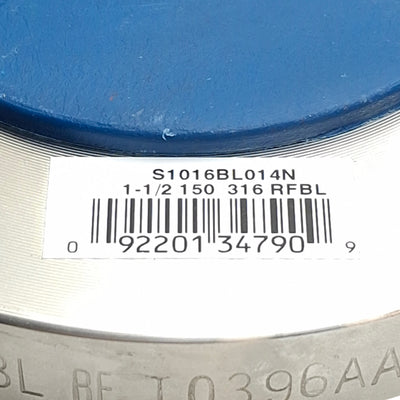 S1016BL014N
1-1/2 150 316 RFBL
0 92201 34790 9
BL RF T0396AA